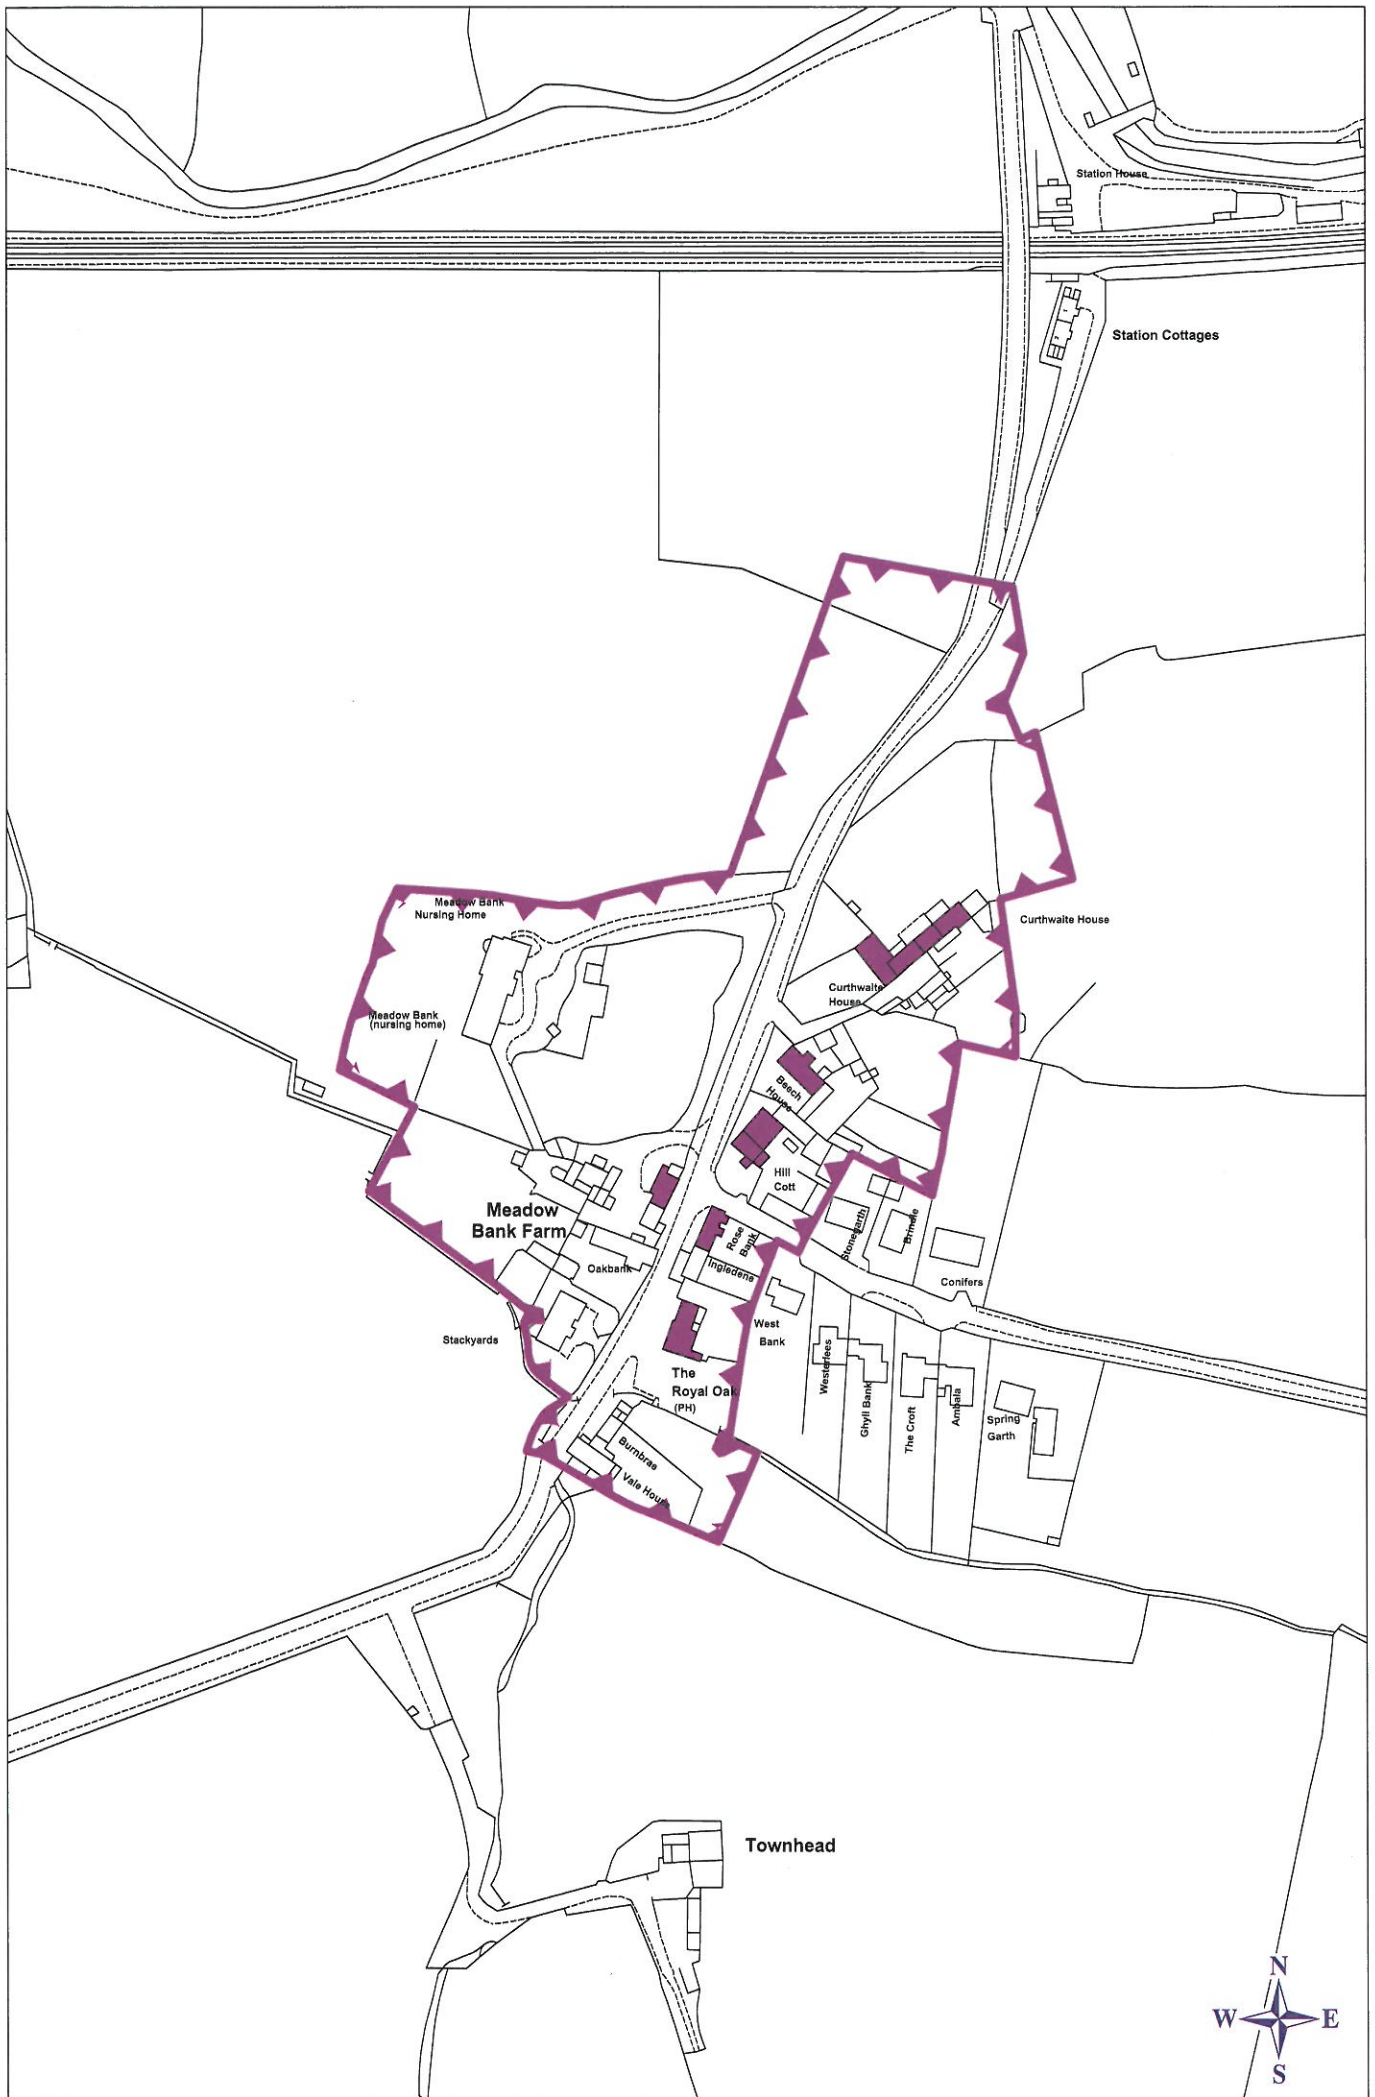 Station House
Station Cottages
Meadow Bank
Nursing Home
Curthwaite House
Curthwaite
House
Meadow Bank
(nursing home)
Beech
House
Hill
Cott
Meadow
Bank Farm
Rose
Bank
Stonegarth
Brindle
Oakbank
Ingledene
Conifers
Stackyards
West
Bank
Westerlees
Ghyll Bank
The Croft
Ambala
Spring
Garth
The
Royal Oak
(PH)
Burnbrae
Vale House
Townhead
N
W
E
S